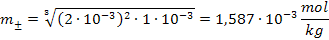 m± = ∛((2·10⁻³)²·1·10⁻³) = 1,587·10⁻³ mol/kg